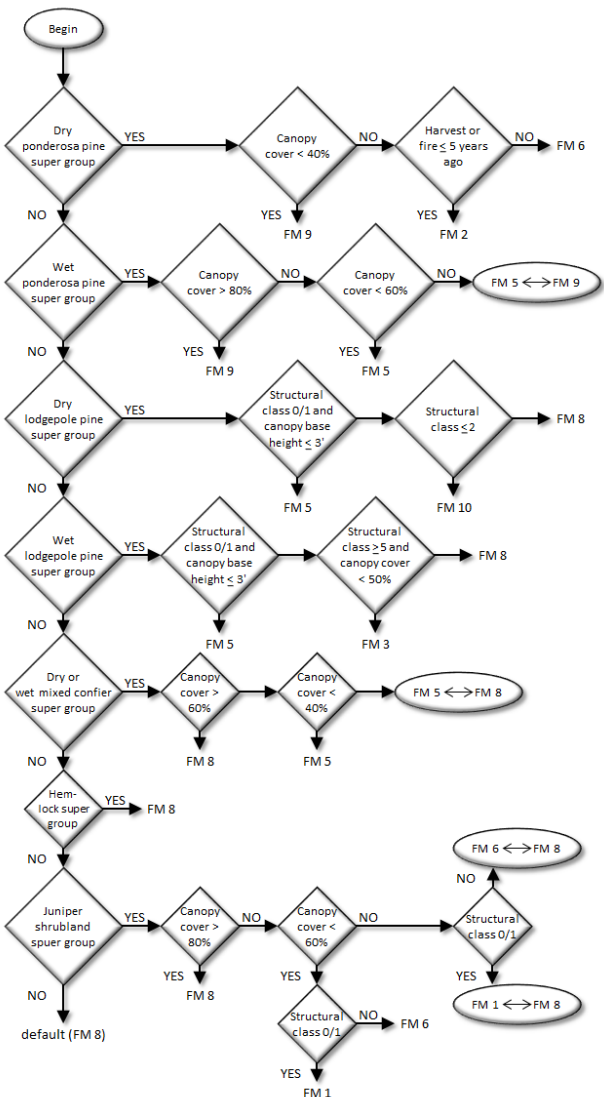 Begin
Dry
ponderosa pine
super group
YES
Canopy
cover < 40%
NO
Harvest or
fire ≤ 5 years
ago
NO
FM 6
NO
YES
FM 9
YES
FM 2
Wet
ponderosa pine
super group
YES
Canopy
cover > 80%
NO
Canopy
cover < 60%
NO
FM 5 ⟷ FM 9
NO
YES
FM 9
YES
FM 5
Dry
lodgepole pine
super group
YES
Structural
class 0/1 and
canopy base
height ≤ 3'
Structural
class ≤ 2
FM 8
NO
FM 5
FM 10
Wet
lodgepole pine
super group
YES
Structural
class 0/1 and
canopy base
height ≤ 3'
Structural
class ≥5 and
canopy cover
< 50%
FM 8
NO
FM 5
FM 3
Dry or
wet mixed confier
super group
YES
Canopy
cover >
60%
Canopy
cover <
40%
FM 5 ⟷ FM 8
NO
FM 8
FM 5
Hem-
lock super
group
YES
FM 8
NO
FM 6 ⟷ FM 8
NO
Juniper
shrubland
spuer group
YES
Canopy
cover >
80%
NO
Canopy
cover <
60%
NO
Structural
class 0/1
NO
YES
FM 8
YES
YES
FM 1 ⟷ FM 8
default (FM 8)
Structural
class 0/1
NO
FM 6
YES
FM 1